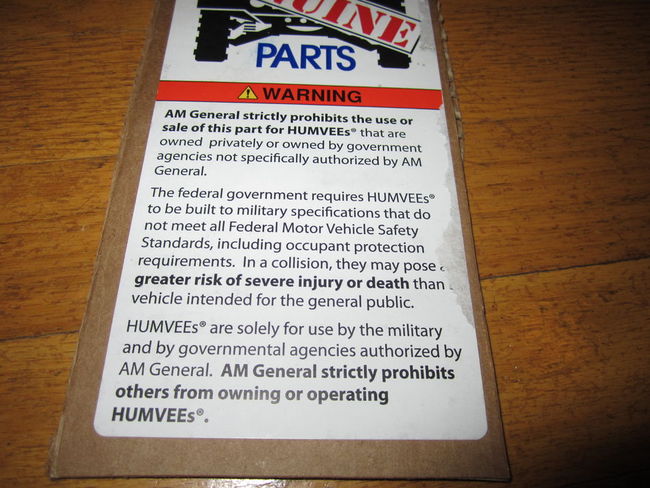 UINE
PARTS
WARNING
AM General strictly prohibits the use or
sale of this part for HUMVEEs® that are
owned privately or owned by government
agencies not specifically authorized by AM
General.
The federal government requires HUMVEEs®
to be built to military specifications that do
not meet all Federal Motor Vehicle Safety
Standards, including occupant protection
requirements. In a collision, they may pose
greater risk of severe injury or death than
vehicle intended for the general public.
HUMVEEs® are solely for use by the military
and by governmental agencies authorized by
AM General. AM General strictly prohibits
others from owning or operating
HUMVEEs®.